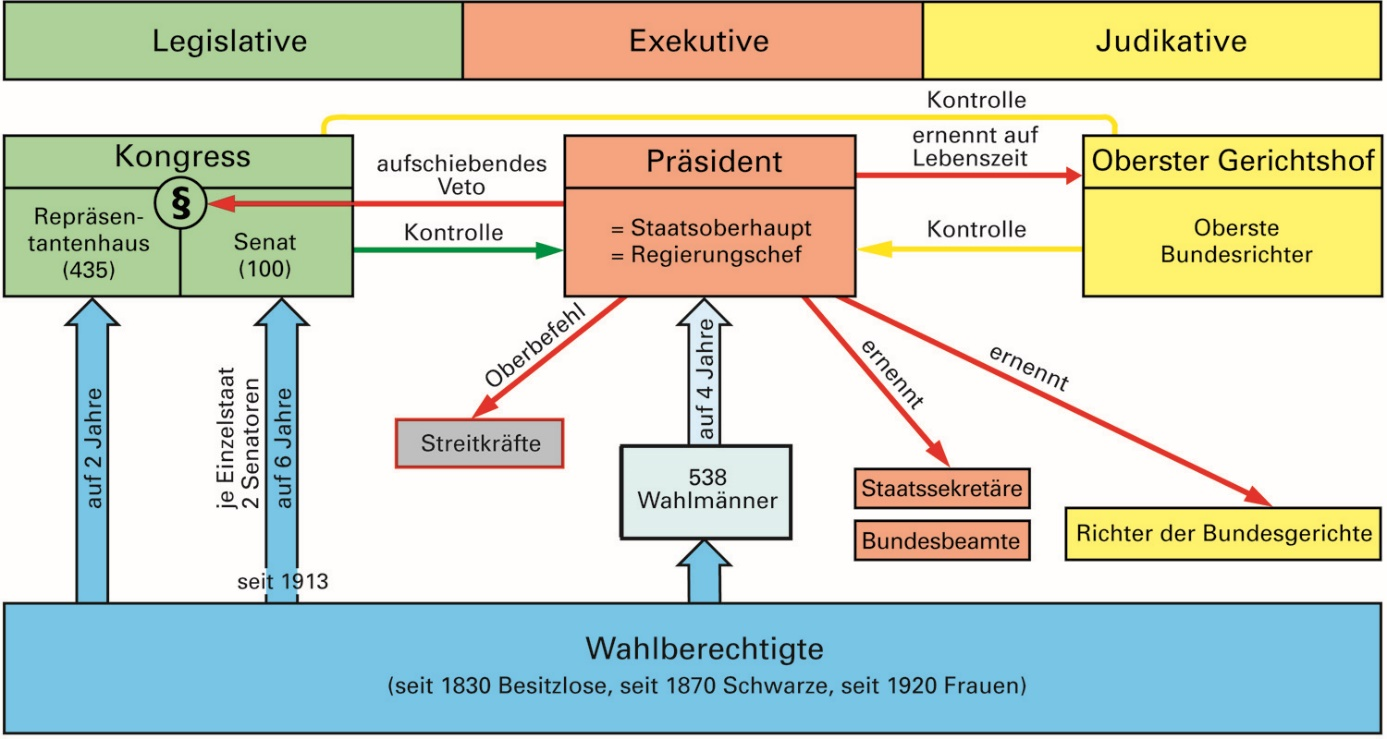 Legislative
Exekutive
Judikative
Kontrolle
Kongress
aufschiebendes
Veto
Präsident
ernennt auf
Lebenszeit
Oberster Gerichtshof
§
Repräsen-
tantenhaus
(435)
Senat
(100)
Kontrolle
= Staatsoberhaupt
= Regierungschef
Kontrolle
Oberste
Bundesrichter
auf 2 Jahre
je Einzelstaat
2 Senatoren
auf 6 Jahre
seit 1913
Oberbefehl
Streitkräfte
auf 4 Jahre
538
Wahlmänner
ernennt
ernennt
Staatssekretäre
Bundesbeamte
Richter der Bundesgerichte
Wahlberechtigte
(seit 1830 Besitzlose, seit 1870 Schwarze, seit 1920 Frauen)